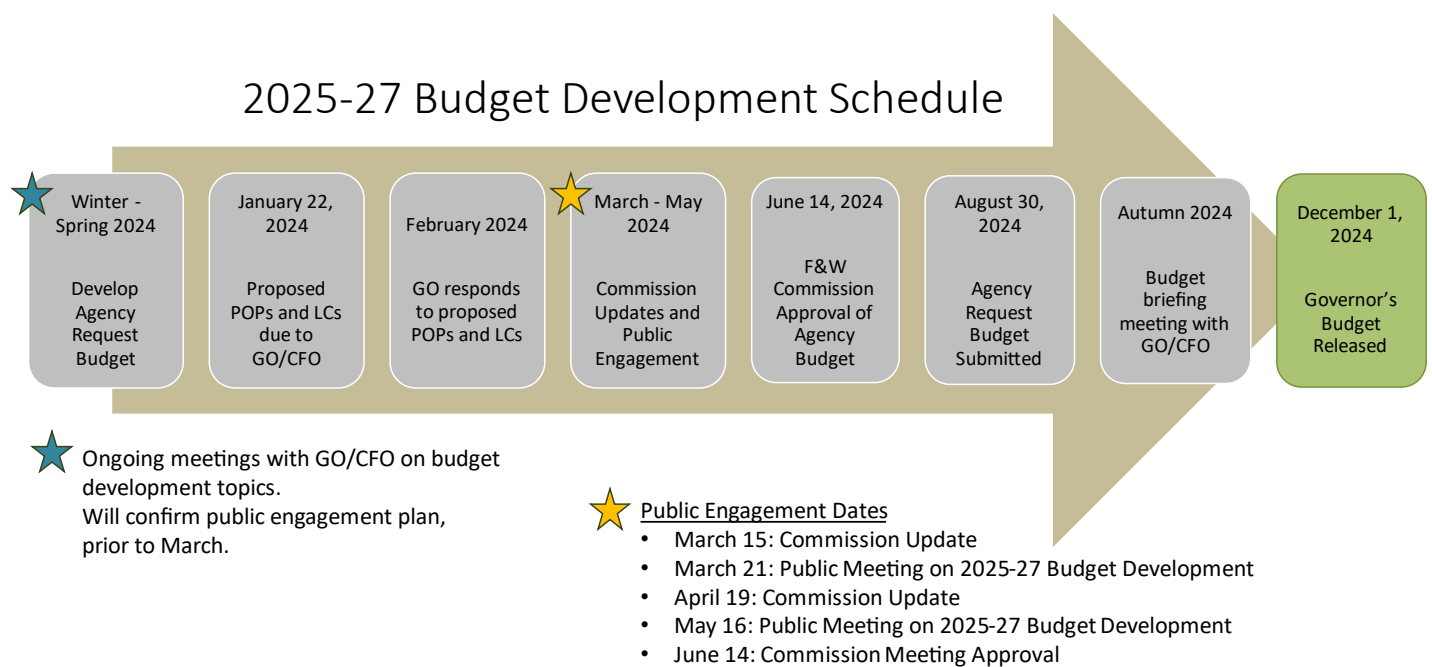 2025-27 Budget Development Schedule
Winter -
Spring 2024
Develop
Agency
Request
Budget
January 22,
2024
Proposed
POPs and LCs
due to
GO/CFO
February 2024
GO responds
to proposed
POPs and LCs
March - May
2024
Commission
Updates and
Public
Engagement
June 14, 2024
F&W
Commission
Approval of
Agency
Budget
August 30,
2024
Agency
Request
Budget
Submitted
Autumn 2024
Budget
briefing
meeting with
GO/CFO
December 1,
2024
Governor’s
Budget
Released
Ongoing meetings with GO/CFO on budget
development topics.
Will confirm public engagement plan,
prior to March.
Public Engagement Dates
• March 15: Commission Update
• March 21: Public Meeting on 2025-27 Budget Development
• April 19: Commission Update
• May 16: Public Meeting on 2025-27 Budget Development
• June 14: Commission Meeting Approval